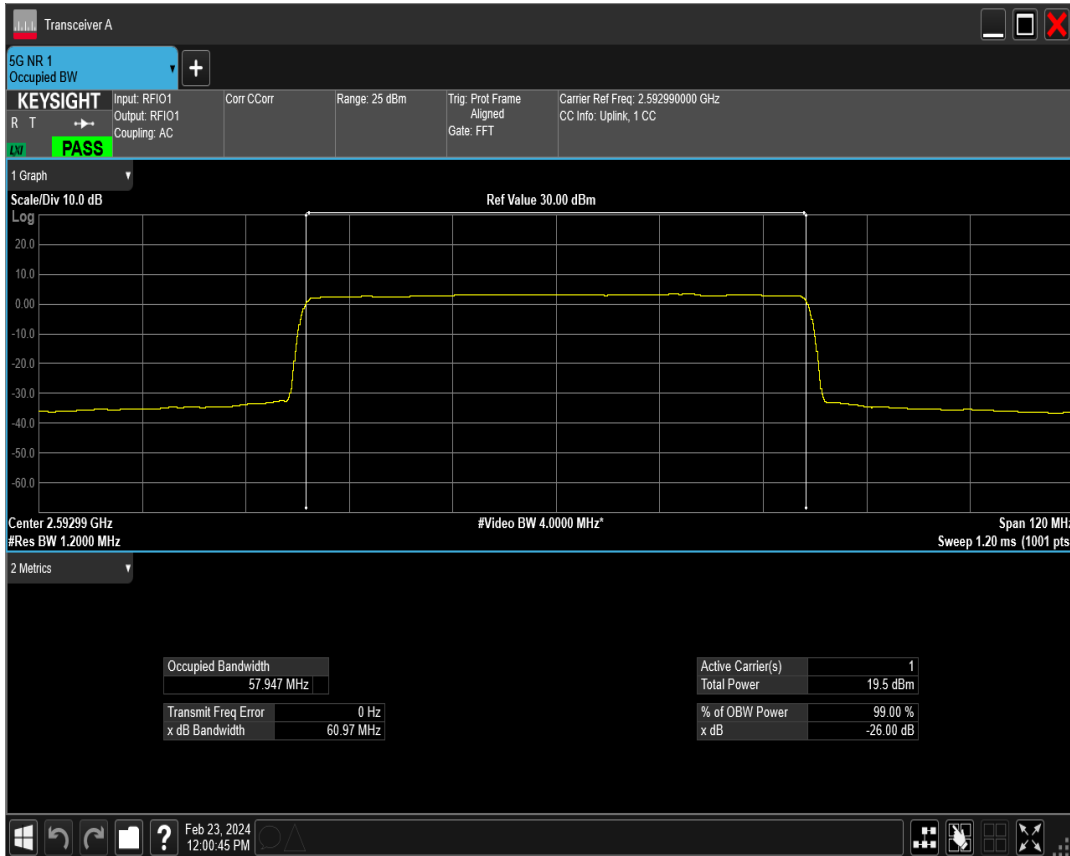 Transceiver A
5G NR 1
Occupied BW
KEYSIGHT
R T
LXI
PASS
Input: RFIO1
Output: RFIO1
Coupling: AC
Corr CCorr
Range: 25 dBm
Trig: Prot Frame
Aligned
Gate: FFT
Carrier Ref Freq: 2.592990000 GHz
CC Info: Uplink, 1 CC
1 Graph
Scale/Div 10.0 dB
Ref Value 30.00 dBm
Log
20.0
10.0
0.00
-10.0
-20.0
-30.0
-40.0
-50.0
-60.0
Center 2.59299 GHz
#Video BW 4.0000 MHz*
Span 120 MHz
#Res BW 1.2000 MHz
Sweep 1.20 ms (1001 pts
2 Metrics
Occupied Bandwidth
57.947 MHz
Transmit Freq Error 0 Hz
x dB Bandwidth 60.97 MHz
Active Carrier(s) 1
Total Power 19.5 dBm
% of OBW Power 99.00 %
x dB -26.00 dB
?
Feb 23, 2024
12:00:45 PM